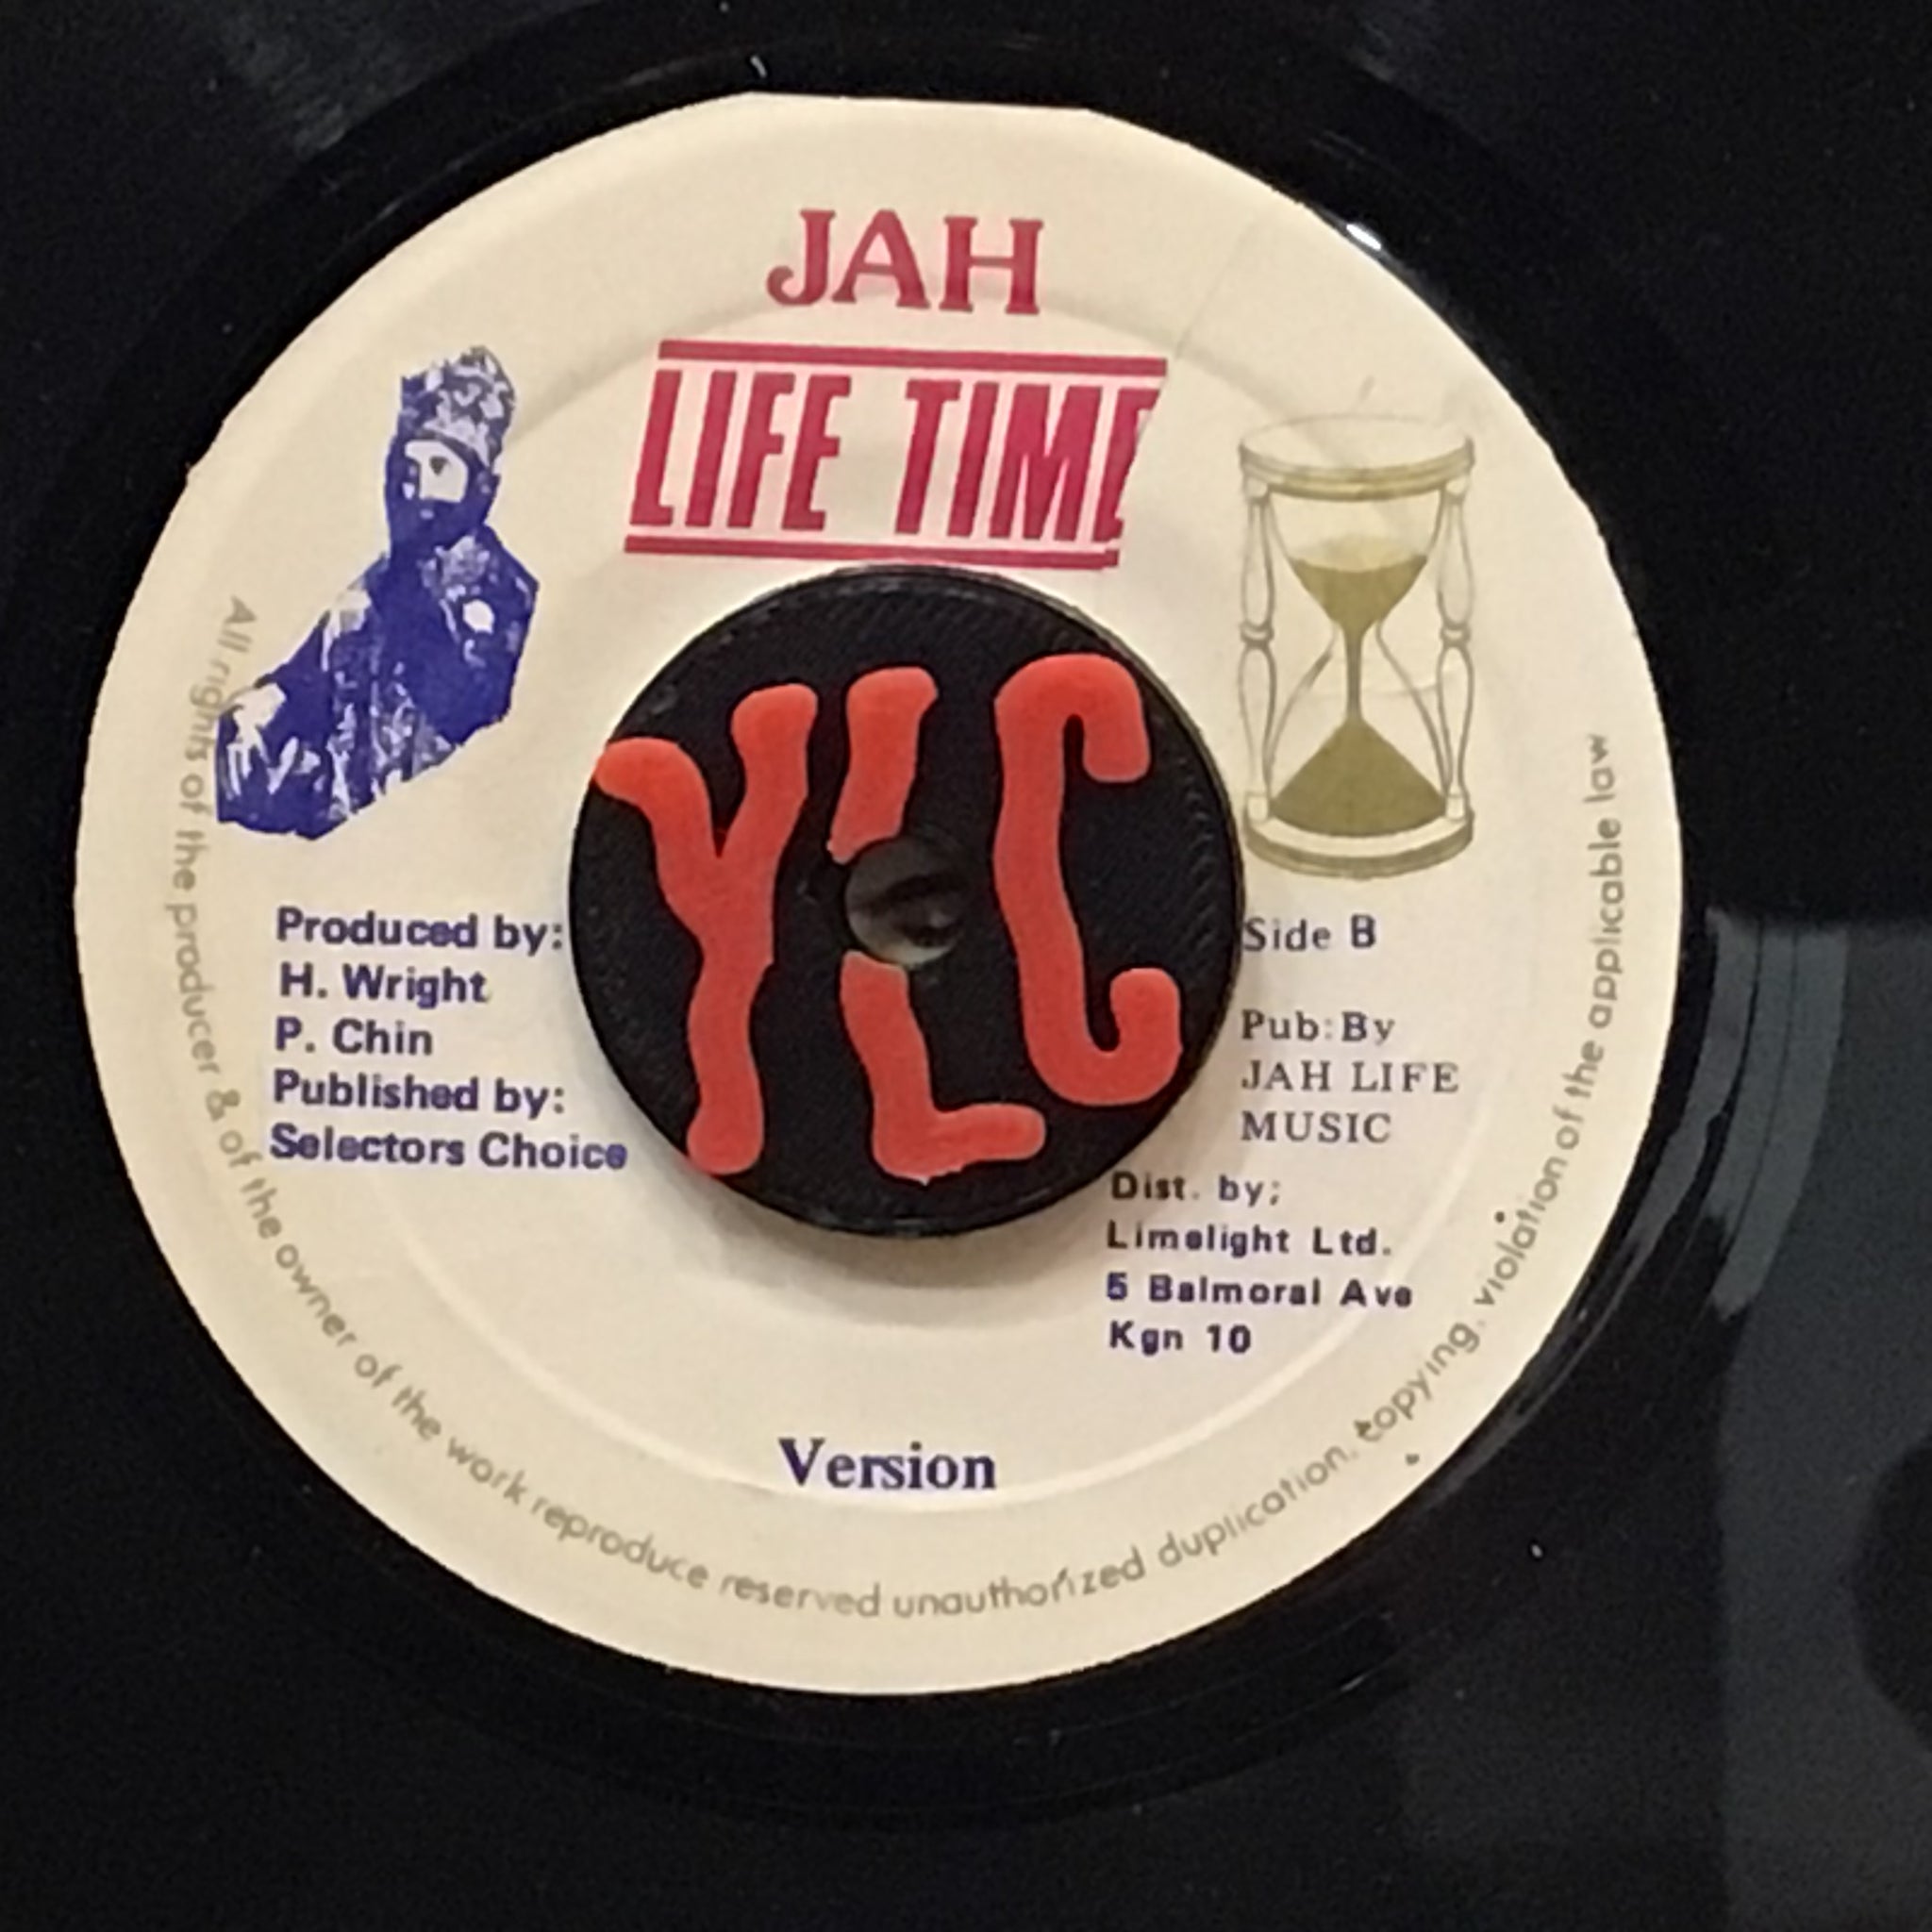 JAH
LIFE TIME
YLC
Produced by:
H. Wright
P. Chin
Published by:
Selectors Choice
Side B
Pub: By
JAH LIFE
MUSIC
Dist. by;
Limelight Ltd.
5 Balmoral Ave
Kgn 10
Version
All rights of the producer & of the owner of the work reproduce reserved unauthorized duplication, copying, violation of the applicable law